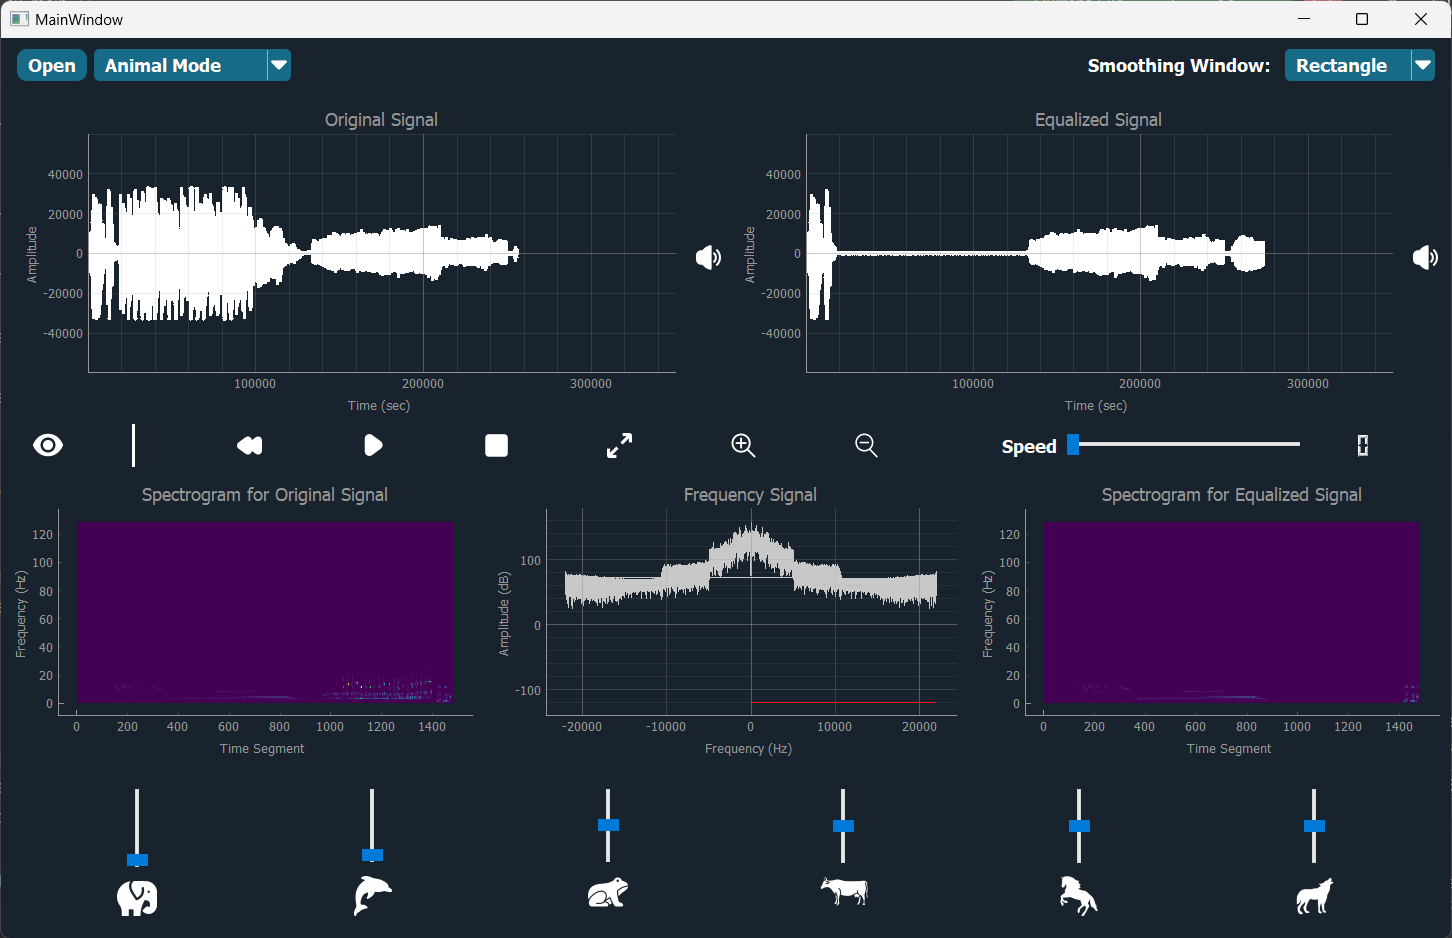 MainWindow
Open Animal Mode Smoothing Window: Rectangle
Original Signal
Amplitude
40000
20000
0
-20000
-40000
100000 200000 300000
Time (sec)
Equalized Signal
Amplitude
40000
20000
0
-20000
-40000
100000 200000 300000
Time (sec)
Speed 0
Spectrogram for Original Signal
Frequency (Hz)
120
100
80
60
40
20
0
0 200 400 600 800 1000 1200 1400
Time Segment
Frequency Signal
Amplitude (dB)
100
0
-100
-20000 -10000 0 10000 20000
Frequency (Hz)
Spectrogram for Equalized Signal
Frequency (Hz)
120
100
80
60
40
20
0
0 200 400 600 800 1000 1200 1400
Time Segment